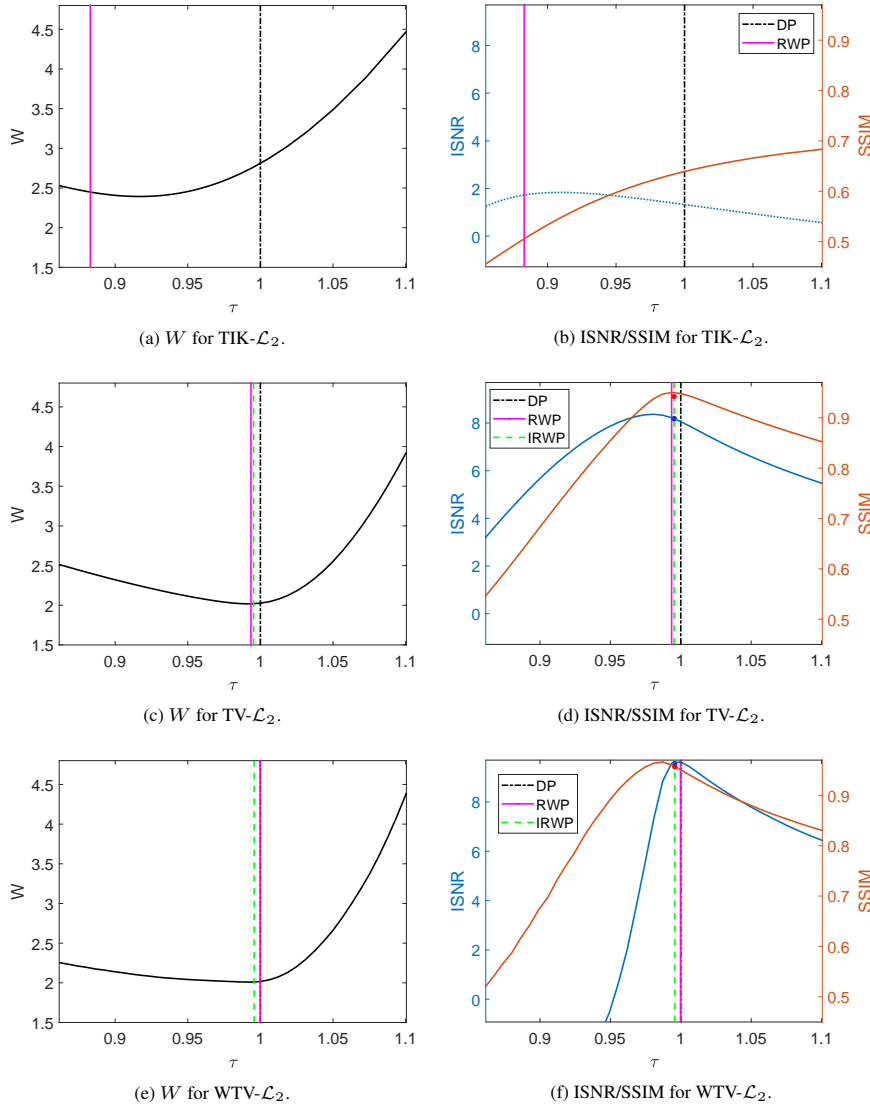 4.5
4
3.5
3
2.5
2
1.5
W
0.9
0.95
1
1.05
1.1
τ
(a) W for TIK-ℒ₂.
8
6
4
2
0
ISNR
DP
RWP
0.9
0.8
0.7
0.6
0.5
SSIM
0.9
0.95
1
1.05
1.1
τ
(b) ISNR/SSIM for TIK-ℒ₂.
4.5
4
3.5
3
2.5
2
1.5
W
0.9
0.95
1
1.05
1.1
τ
(c) W for TV-ℒ₂.
8
6
4
2
0
ISNR
DP
RWP
IRWP
0.9
0.8
0.7
0.6
0.5
SSIM
0.9
0.95
1
1.05
1.1
τ
(d) ISNR/SSIM for TV-ℒ₂.
4.5
4
3.5
3
2.5
2
1.5
W
0.9
0.95
1
1.05
1.1
τ
(e) W for WTV-ℒ₂.
8
6
4
2
0
ISNR
DP
RWP
IRWP
0.9
0.8
0.7
0.6
0.5
SSIM
0.9
0.95
1
1.05
1.1
τ
(f) ISNR/SSIM for WTV-ℒ₂.